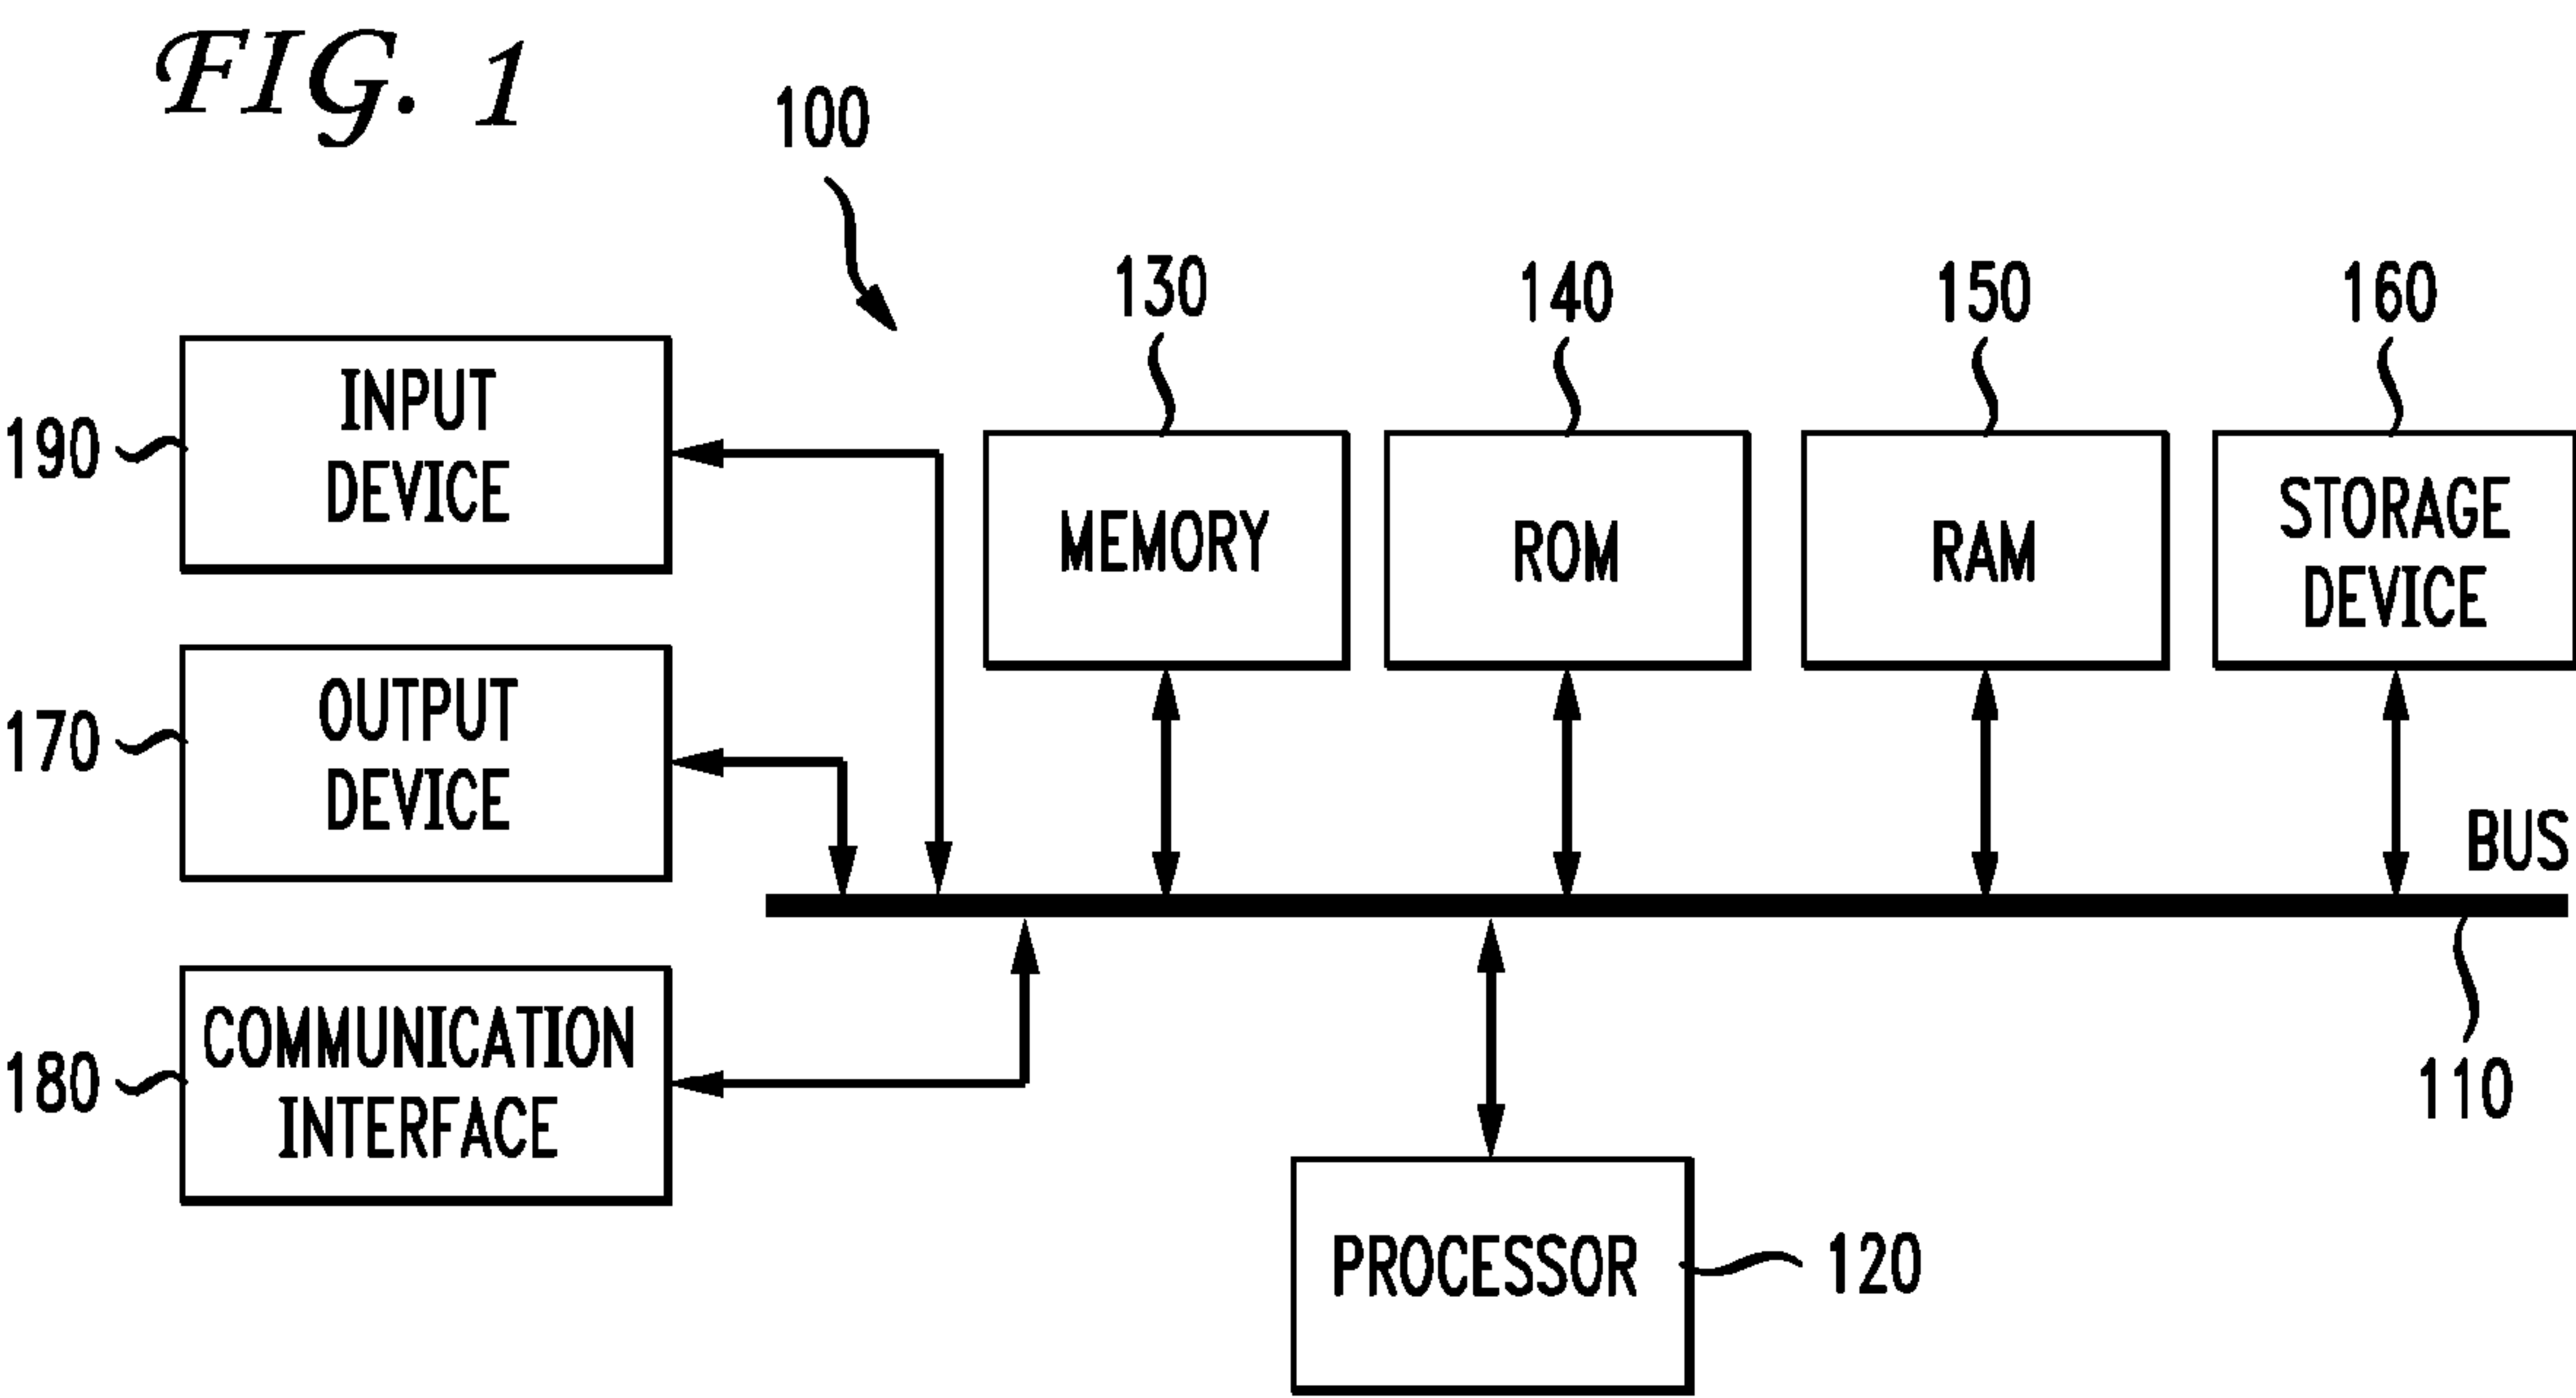 FIG. 1
100
130
140
150
160
190
INPUT
DEVICE
MEMORY
ROM
RAM
STORAGE
DEVICE
170
OUTPUT
DEVICE
BUS
180
COMMUNICATION
INTERFACE
110
PROCESSOR
120